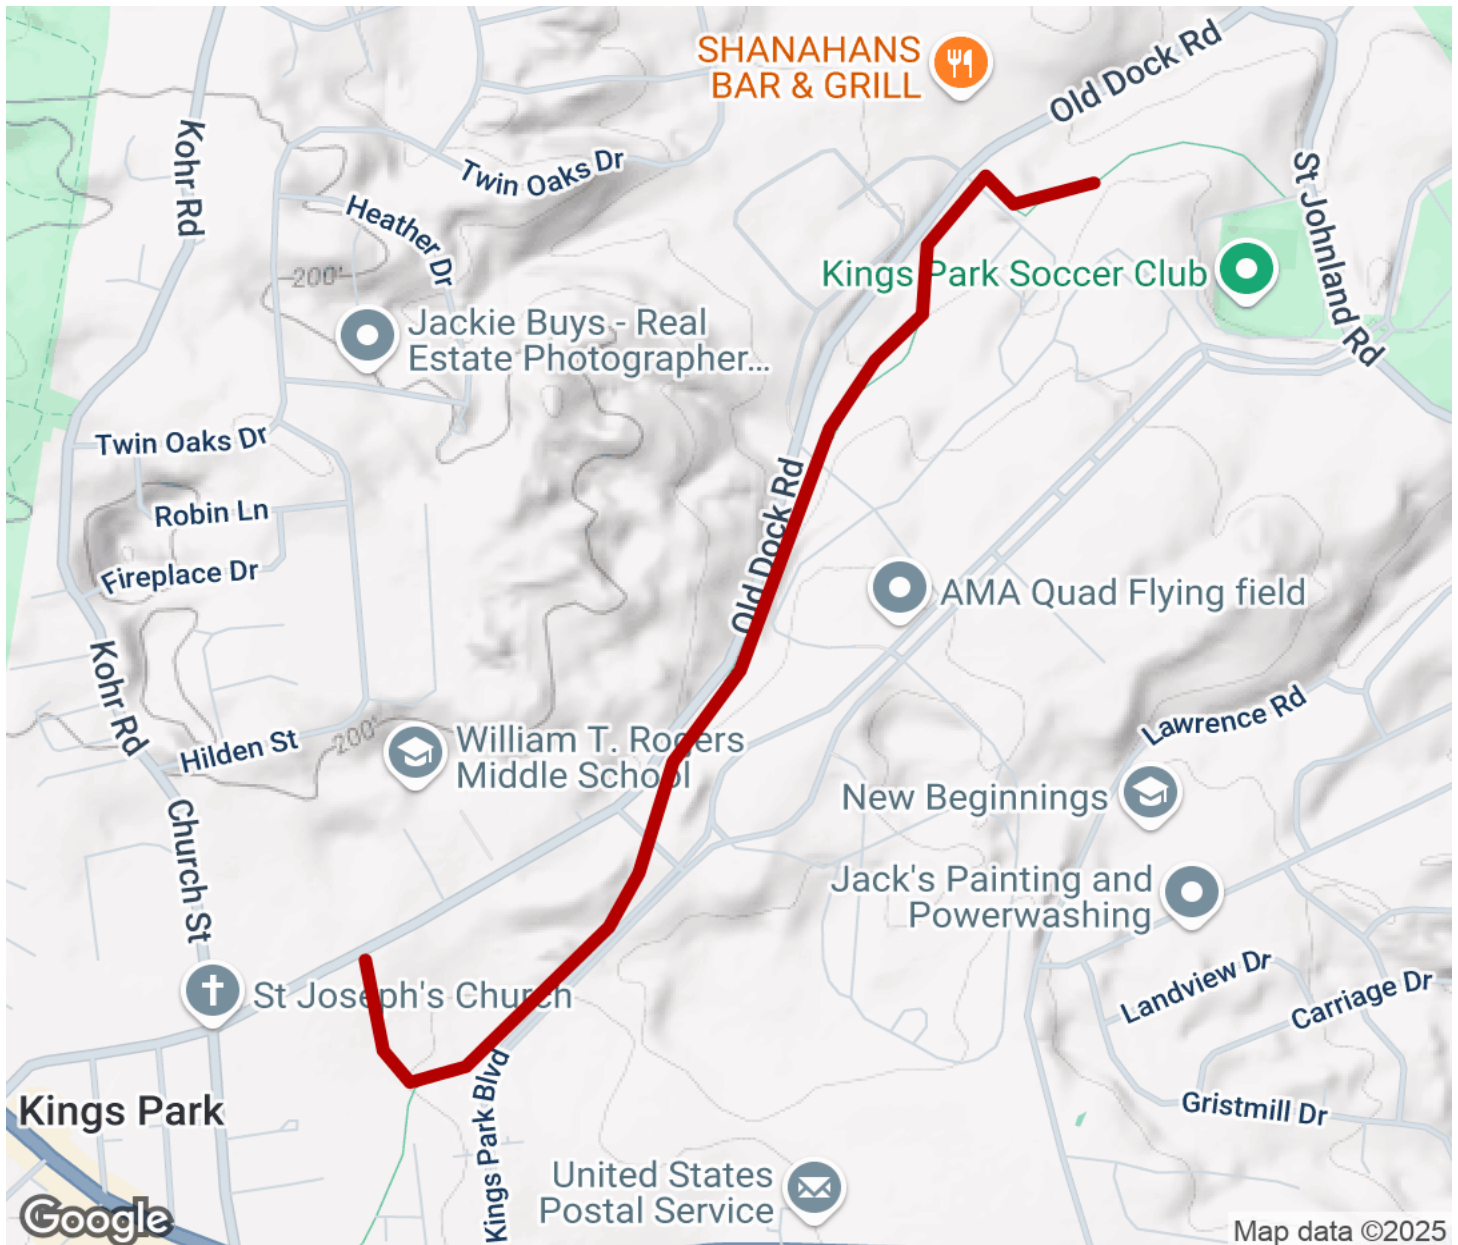 SHANAHANS
BAR & GRILL
Old Dock Rd
Kohr Rd
Twin Oaks Dr
St Johnland Rd
Heather Dr
200'
Kings Park Soccer Club
Jackie Buys - Real
Estate Photographer...
Twin Oaks Dr
Old Dock Rd
Robin Ln
Fireplace Dr
AMA Quad Flying field
Kohr Rd
Lawrence Rd
Hilden St
200'
William T. Rogers
Middle School
New Beginnings
Church St
Jack's Painting and
Powerwashing
St Joseph's Church
Landview Dr
Carriage Dr
Kings Park
Kings Park Blvd
Gristmill Dr
United States
Postal Service
Google
Map data ©2025